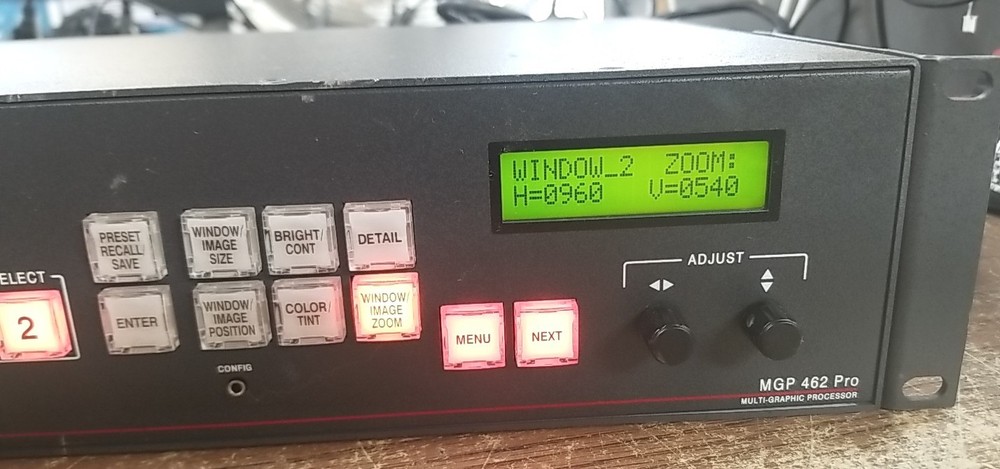 WINDOW_2 ZOOM:
H=0960 V=0540
PRESET
RECALL
SAVE
WINDOW/
IMAGE
SIZE
BRIGHT/
CONT
DETAIL
2
ENTER
WINDOW/
IMAGE
POSITION
COLOR/
TINT
WINDOW/
IMAGE
ZOOM
MENU
NEXT
ADJUST
CONFIG
MGP 462 Pro
MULTI-GRAPHIC PROCESSOR